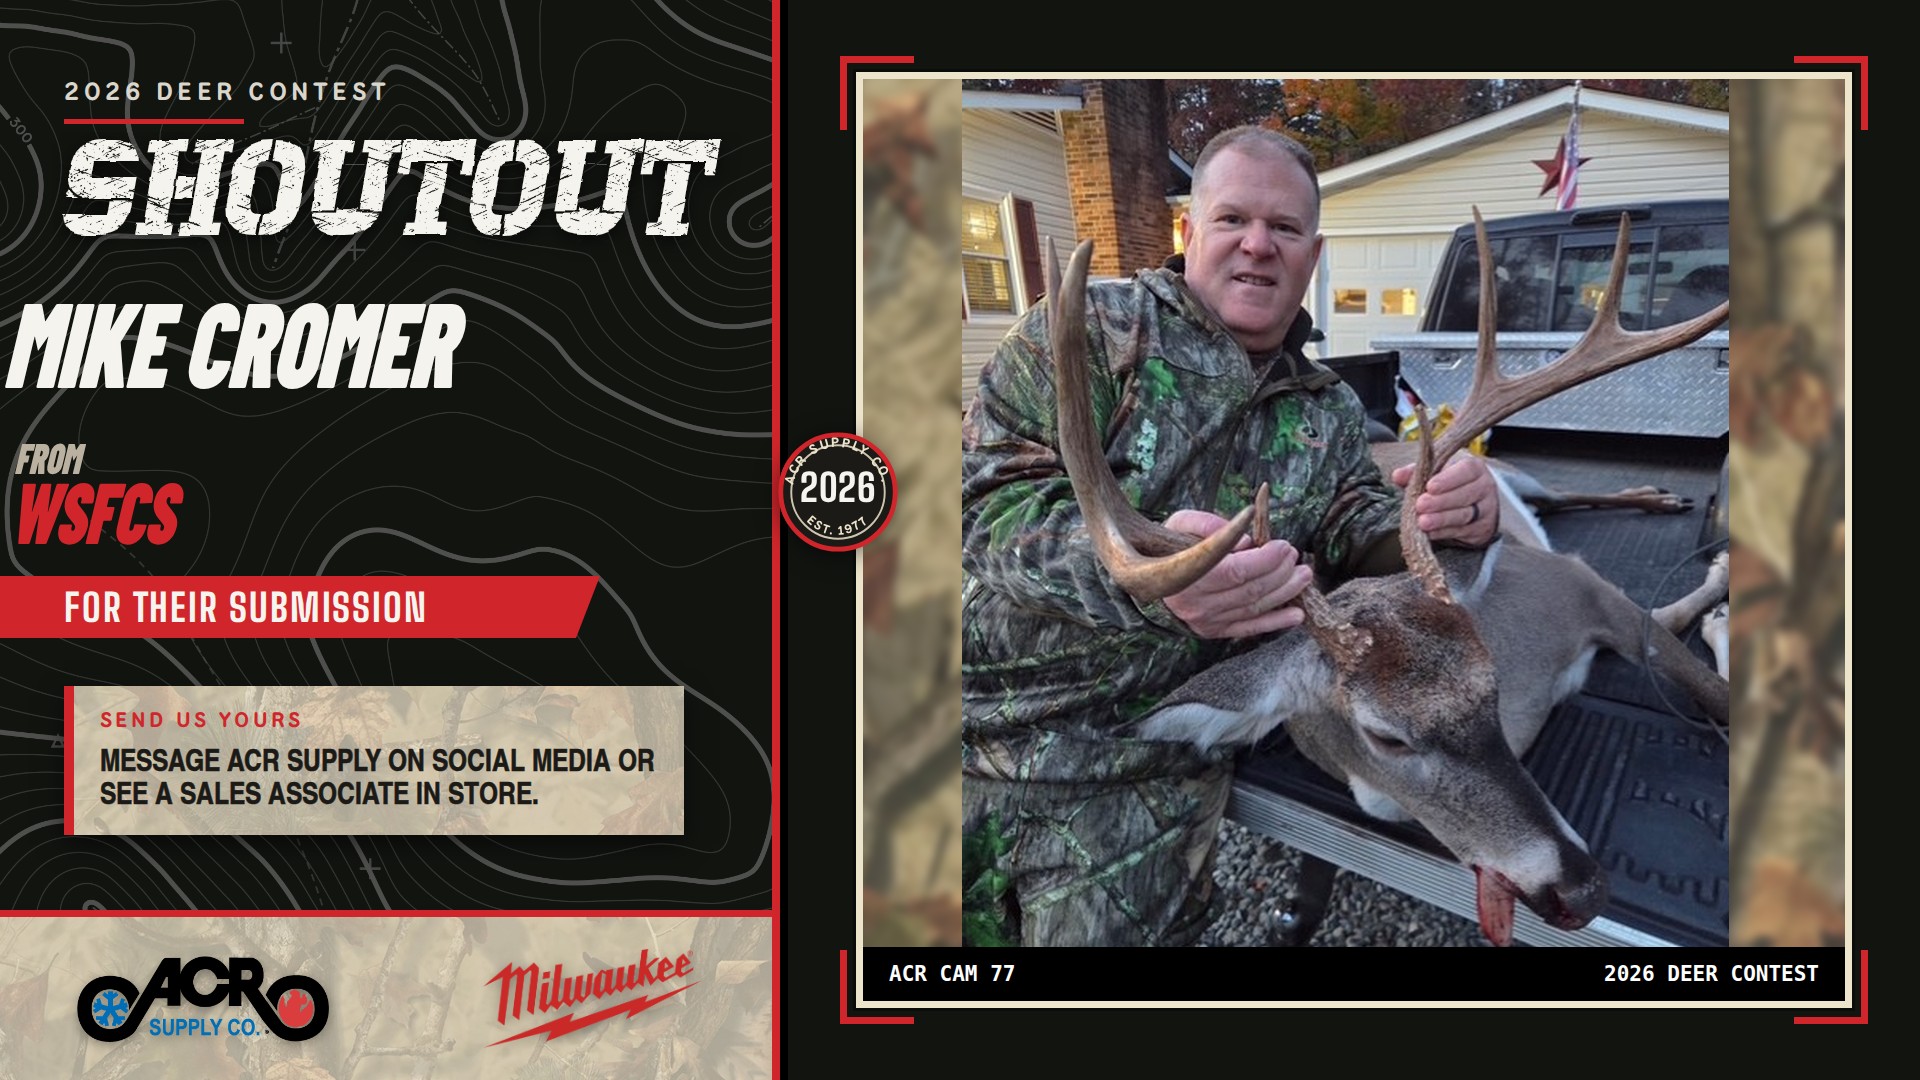 2026 DEER CONTEST
SHOUTOUT
MIKE CROMER
FROM
WSFCS
FOR THEIR SUBMISSION
SEND US YOURS
MESSAGE ACR SUPPLY ON SOCIAL MEDIA OR
SEE A SALES ASSOCIATE IN STORE.
ACR
SUPPLY CO.
Milwaukee
300
ACR SUPPLY CO.
2026
EST. 1977
ACR CAM 77
2026 DEER CONTEST